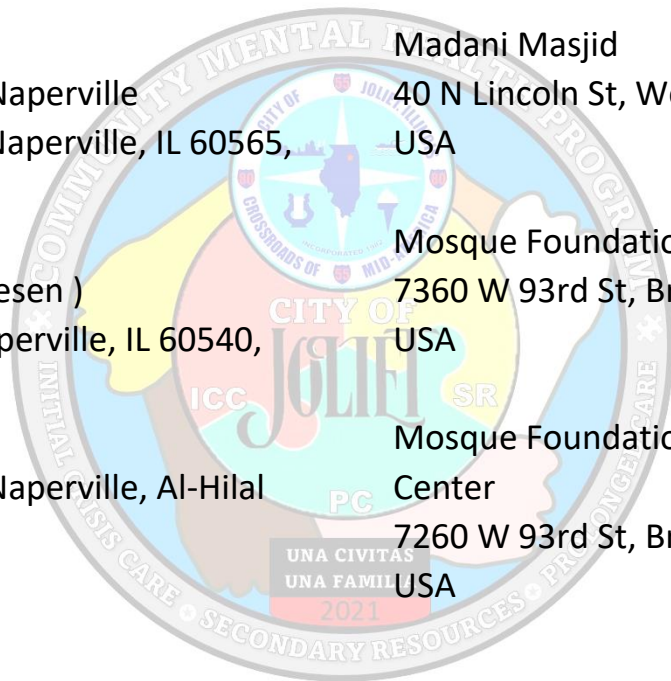 Naperville
Naperville, IL 60565,
esen )
perville, IL 60540,
Naperville, Al-Hilal
Madani Masjid
40 N Lincoln St, We
USA
Mosque Foundatio
7360 W 93rd St, Br
USA
Mosque Foundatio
Center
7260 W 93rd St, Br
USA
COMMUNITY MENTAL HEALTH PROGRAM
INITIAL CRISIS CARE
SECONDARY RESOURCES
PROLONGED CARE
CITY OF JOLIET, ILLINOIS
CROSSROADS OF MID-AMERICA
CITY OF
JOLIET
ICC
SR
PC
UNA CIVITAS
UNA FAMILIA
2021